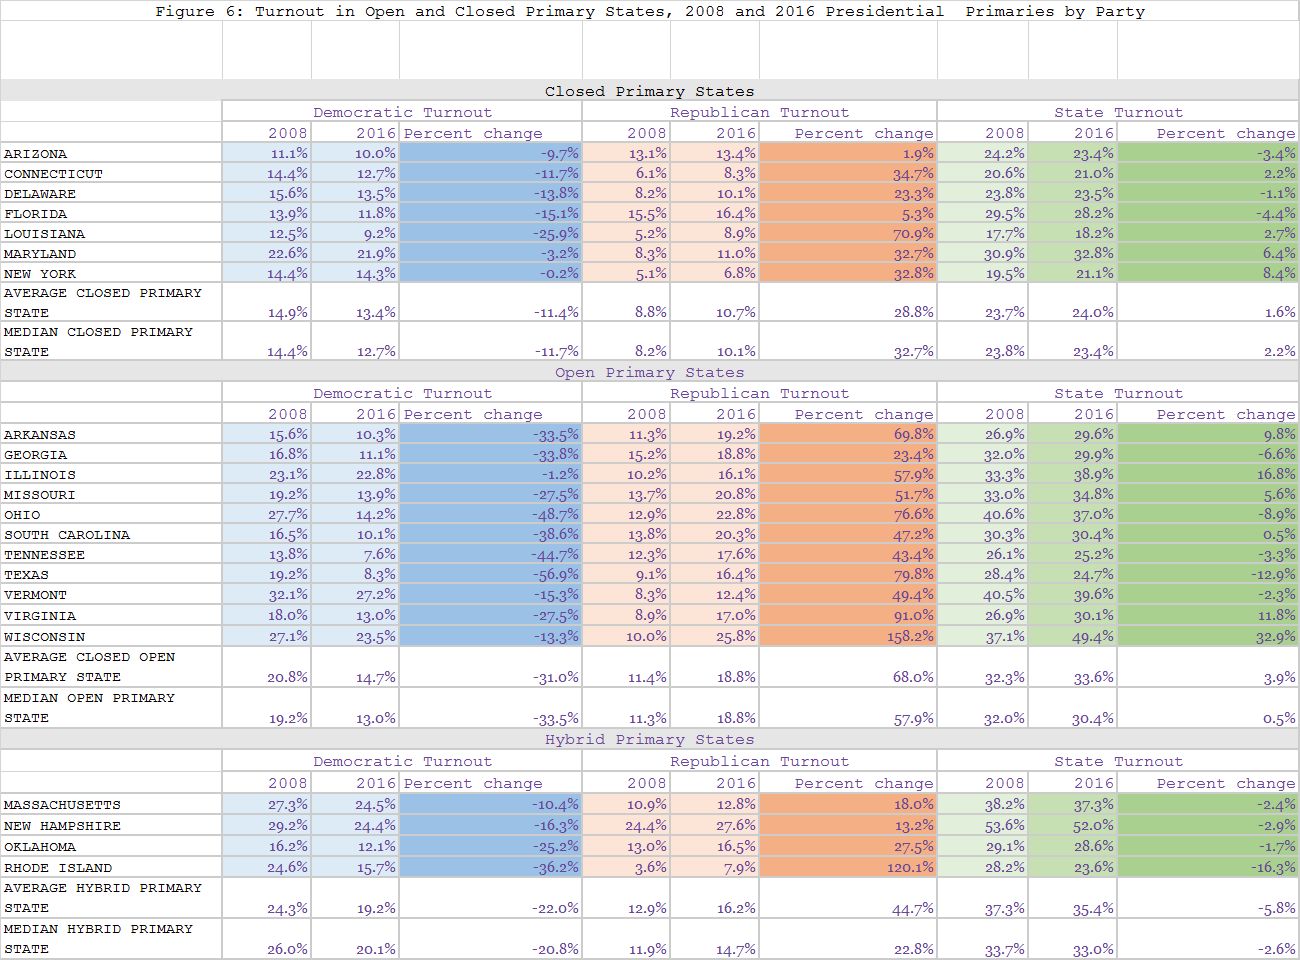 Figure 6: Turnout in Open and Closed Primary States, 2008 and 2016 Presidential  Primaries by Party
Closed Primary States
Democratic Turnout Republican Turnout State Turnout
2008 2016 Percent change 2008 2016 Percent change 2008 2016 Percent change
ARIZONA 11.1% 10.0% -9.7% 13.1% 13.4% 1.9% 24.2% 23.4% -3.4%
CONNECTICUT 14.4% 12.7% -11.7% 6.1% 8.3% 34.7% 20.6% 21.0% 2.2%
DELAWARE 15.6% 13.5% -13.8% 8.2% 10.1% 23.3% 23.8% 23.5% -1.1%
FLORIDA 13.9% 11.8% -15.1% 15.5% 16.4% 5.3% 29.5% 28.2% -4.4%
LOUISIANA 12.5% 9.2% -25.9% 5.2% 8.9% 70.9% 17.7% 18.2% 2.7%
MARYLAND 22.6% 21.9% -3.2% 8.3% 11.0% 32.7% 30.9% 32.8% 6.4%
NEW YORK 14.4% 14.3% -0.2% 5.1% 6.8% 32.8% 19.5% 21.1% 8.4%
AVERAGE CLOSED PRIMARY
STATE 14.9% 13.4% -11.4% 8.8% 10.7% 28.8% 23.7% 24.0% 1.6%
MEDIAN CLOSED PRIMARY
STATE 14.4% 12.7% -11.7% 8.2% 10.1% 32.7% 23.8% 23.4% 2.2%
Open Primary States
Democratic Turnout Republican Turnout State Turnout
2008 2016 Percent change 2008 2016 Percent change 2008 2016 Percent change
ARKANSAS 15.6% 10.3% -33.5% 11.3% 19.2% 69.8% 26.9% 29.6% 9.8%
GEORGIA 16.8% 11.1% -33.8% 15.2% 18.8% 23.4% 32.0% 29.9% -6.6%
ILLINOIS 23.1% 22.8% -1.2% 10.2% 16.1% 57.9% 33.3% 38.9% 16.8%
MISSOURI 19.2% 13.9% -27.5% 13.7% 20.8% 51.7% 33.0% 34.8% 5.6%
OHIO 27.7% 14.2% -48.7% 12.9% 22.8% 76.6% 40.6% 37.0% -8.9%
SOUTH CAROLINA 16.5% 10.1% -38.6% 13.8% 20.3% 47.2% 30.3% 30.4% 0.5%
TENNESSEE 13.8% 7.6% -44.7% 12.3% 17.6% 43.4% 26.1% 25.2% -3.3%
TEXAS 19.2% 8.3% -56.9% 9.1% 16.4% 79.8% 28.4% 24.7% -12.9%
VERMONT 32.1% 27.2% -15.3% 8.3% 12.4% 49.4% 40.5% 39.6% -2.3%
VIRGINIA 18.0% 13.0% -27.5% 8.9% 17.0% 91.0% 26.9% 30.1% 11.8%
WISCONSIN 27.1% 23.5% -13.3% 10.0% 25.8% 158.2% 37.1% 49.4% 32.9%
AVERAGE CLOSED OPEN
PRIMARY STATE 20.8% 14.7% -31.0% 11.4% 18.8% 68.0% 32.3% 33.6% 3.9%
MEDIAN OPEN PRIMARY
STATE 19.2% 13.0% -33.5% 11.3% 18.8% 57.9% 32.0% 30.4% 0.5%
Hybrid Primary States
Democratic Turnout Republican Turnout State Turnout
2008 2016 Percent change 2008 2016 Percent change 2008 2016 Percent change
MASSACHUSETTS 27.3% 24.5% -10.4% 10.9% 12.8% 18.0% 38.2% 37.3% -2.4%
NEW HAMPSHIRE 29.2% 24.4% -16.3% 24.4% 27.6% 13.2% 53.6% 52.0% -2.9%
OKLAHOMA 16.2% 12.1% -25.2% 13.0% 16.5% 27.5% 29.1% 28.6% -1.7%
RHODE ISLAND 24.6% 15.7% -36.2% 3.6% 7.9% 120.1% 28.2% 23.6% -16.3%
AVERAGE HYBRID PRIMARY
STATE 24.3% 19.2% -22.0% 12.9% 16.2% 44.7% 37.3% 35.4% -5.8%
MEDIAN HYBRID PRIMARY
STATE 26.0% 20.1% -20.8% 11.9% 14.7% 22.8% 33.7% 33.0% -2.6%